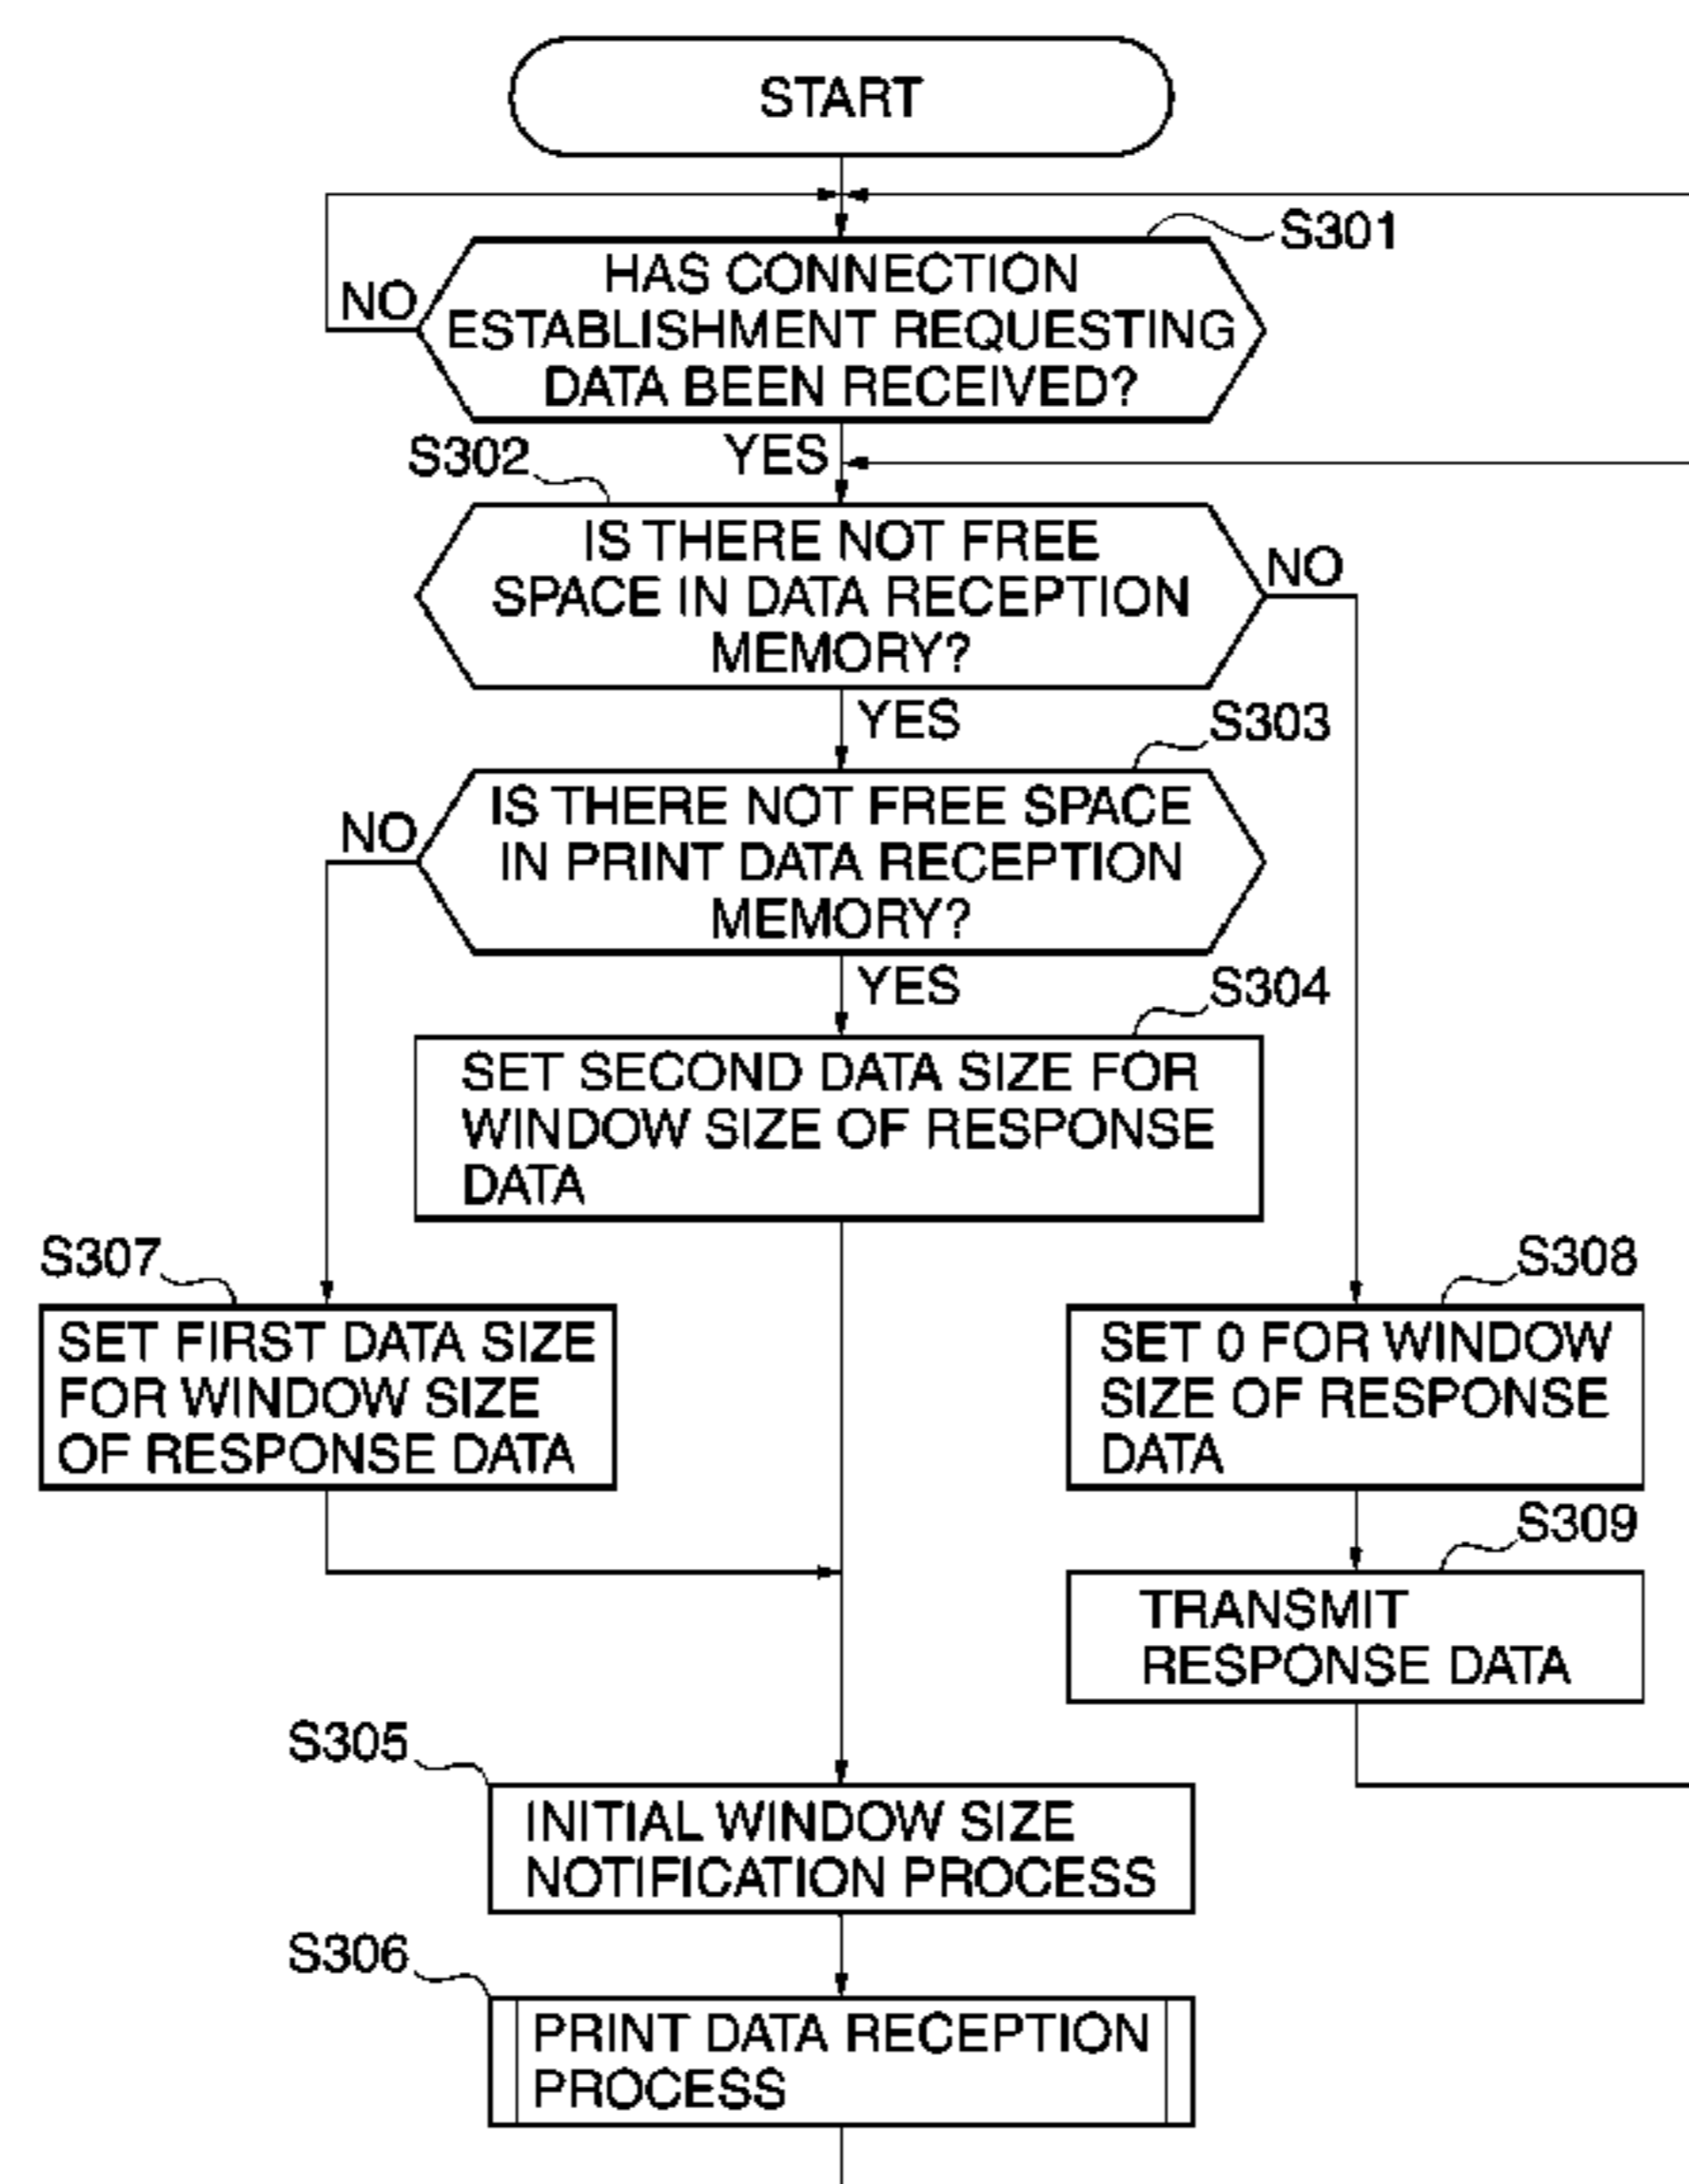 START
S301
HAS CONNECTION
ESTABLISHMENT REQUESTING
DATA BEEN RECEIVED?
NO
YES
S302
IS THERE NOT FREE
SPACE IN DATA RECEPTION
MEMORY?
NO
YES
S303
IS THERE NOT FREE SPACE
IN PRINT DATA RECEPTION
MEMORY?
NO
YES
S304
SET SECOND DATA SIZE FOR
WINDOW SIZE OF RESPONSE
DATA
S307
SET FIRST DATA SIZE
FOR WINDOW SIZE
OF RESPONSE DATA
S308
SET 0 FOR WINDOW
SIZE OF RESPONSE
DATA
S309
TRANSMIT
RESPONSE DATA
S305
INITIAL WINDOW SIZE
NOTIFICATION PROCESS
S306
PRINT DATA RECEPTION
PROCESS